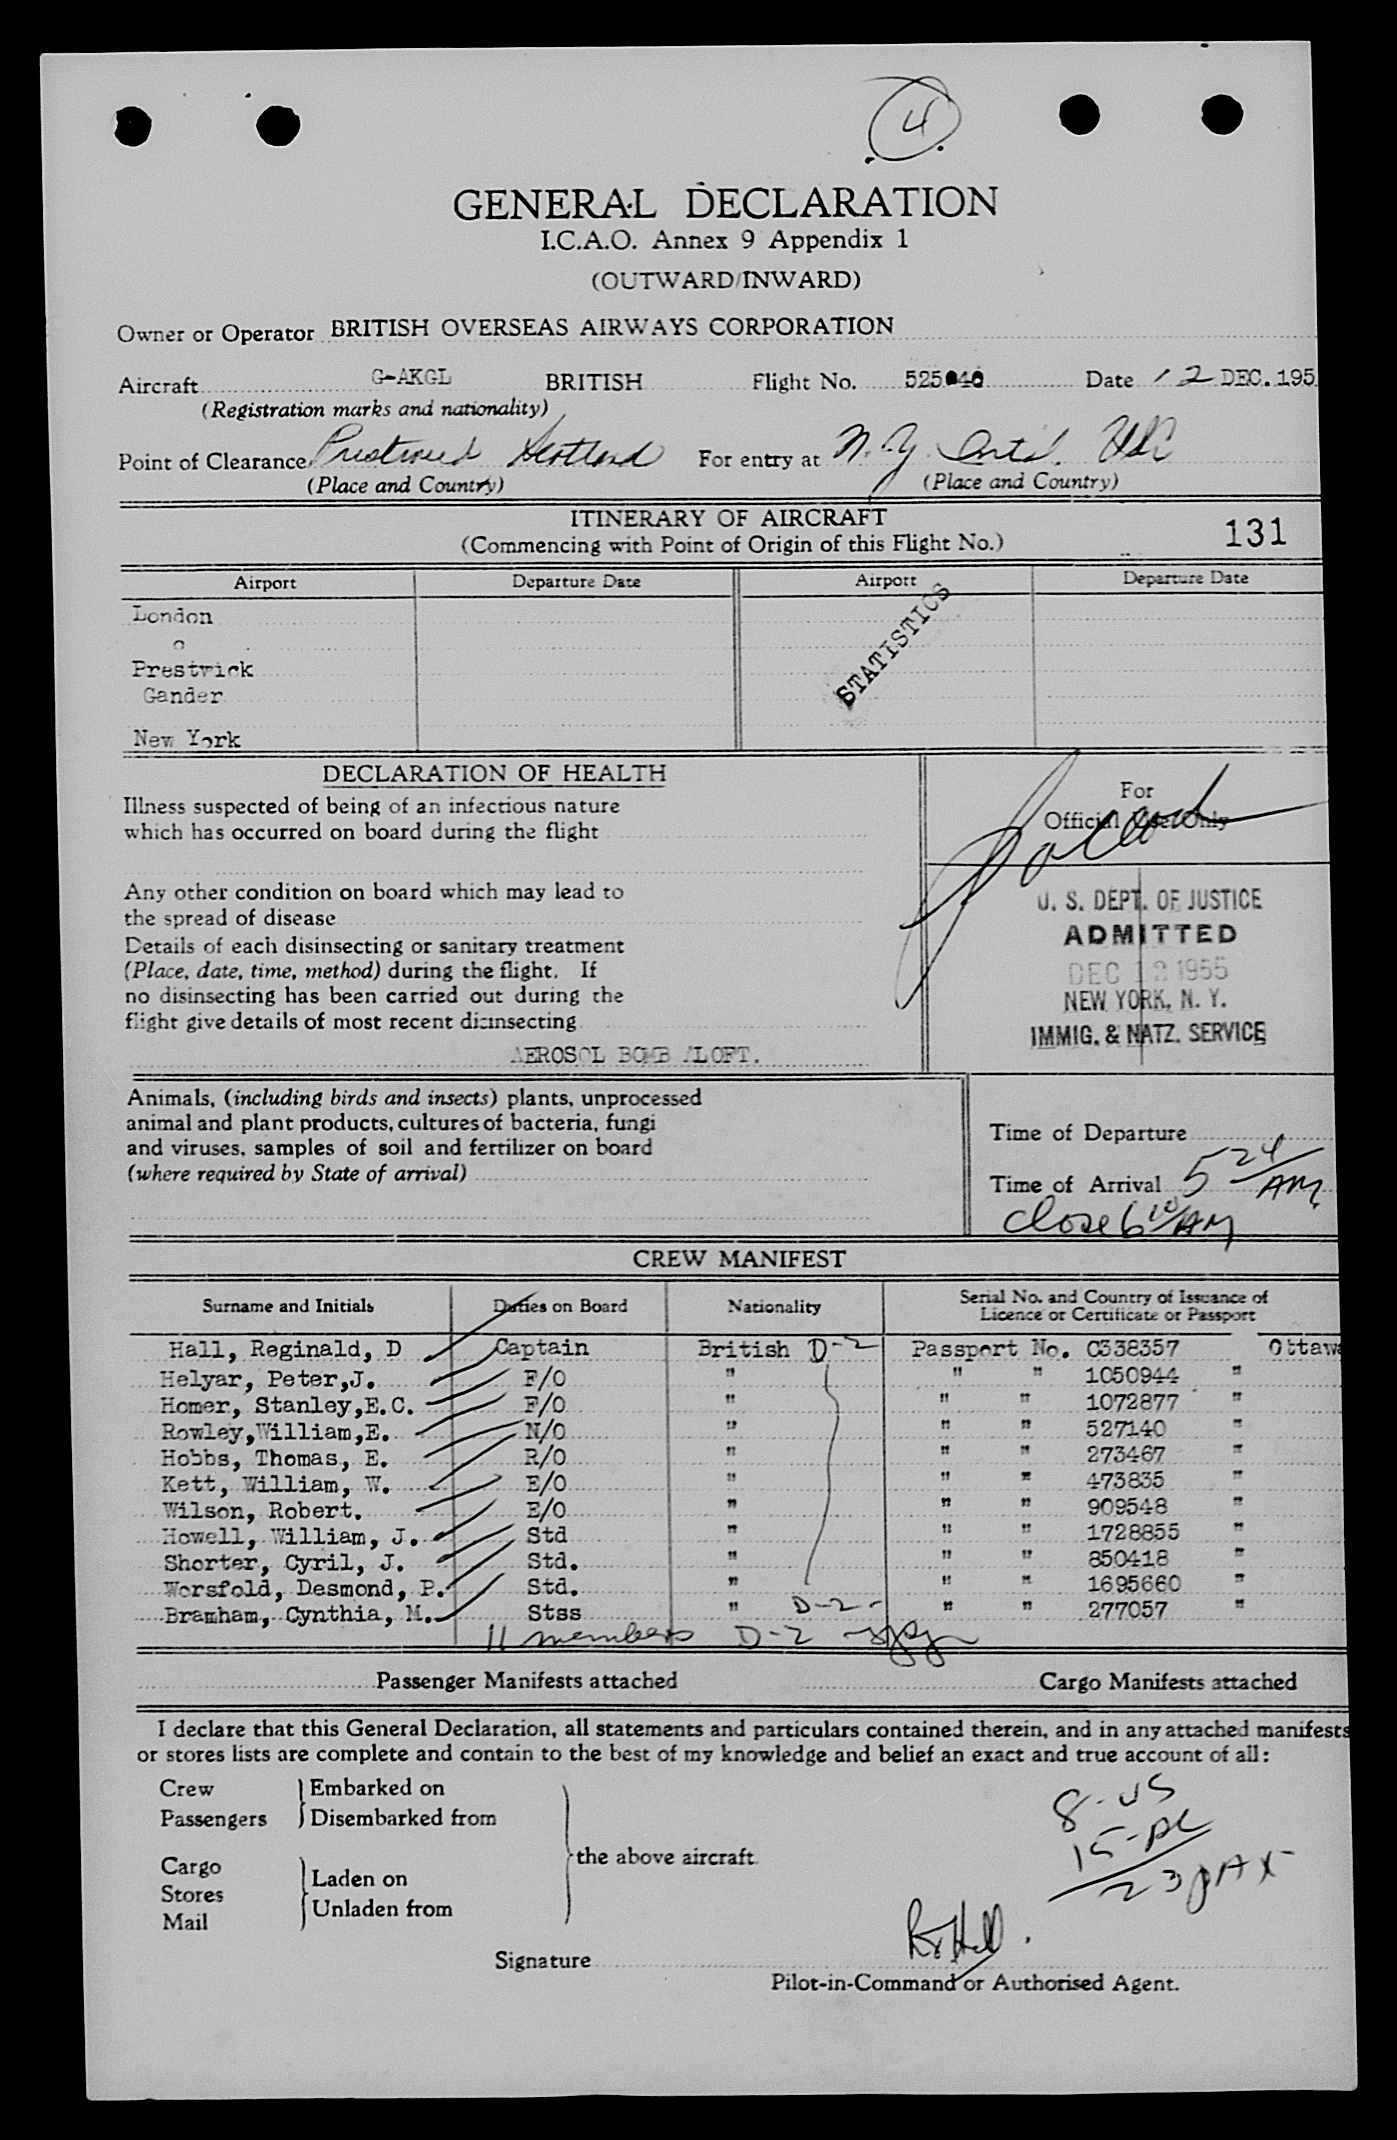 4
GENERAL DECLARATION
I.C.A.O. Annex 9 Appendix 1
(OUTWARD/INWARD)
Owner or Operator BRITISH OVERSEAS AIRWAYS CORPORATION
Aircraft G-AKGL BRITISH Flight No. 525 Date 12 DEC. 195
(Registration marks and nationality)
Point of Clearance Prestwick Scotland For entry at N.Y.
(Place and Country) (Place and Country)
ITINERARY OF AIRCRAFT
(Commencing with Point of Origin of this Flight No.) 131
Airport Departure Date Airport Departure Date
London
Prestwick
Gander
New York
STATISTICS
DECLARATION OF HEALTH
Illness suspected of being of an infectious nature
which has occurred on board during the flight
Any other condition on board which may lead to
the spread of disease
Details of each disinsecting or sanitary treatment
(Place, date, time, method) during the flight. If
no disinsecting has been carried out during the
flight give details of most recent disinsecting
AEROSOL BOMB ALOFT.
For
Official Use Only
U. S. DEPT. OF JUSTICE
ADMITTED
DEC 12 1955
NEW YORK, N. Y.
IMMIG. & NATZ. SERVICE
Animals, (including birds and insects) plants, unprocessed
animal and plant products, cultures of bacteria, fungi
and viruses, samples of soil and fertilizer on board
(where required by State of arrival)
Time of Departure
Time of Arrival 5 24/AM
Close 6 10/AM
CREW MANIFEST
Surname and Initials Duties on Board Nationality Serial No. and Country of Issuance of
Licence or Certificate or Passport
Hall, Reginald, D Captain British D-2 Passport No. C338357 Ottawa
Helyar, Peter,J. F/O " " " 1050944 "
Homer, Stanley,E.C. F/O " " " 1072877 "
Rowley,William,E. N/O " " " 527140 "
Hobbs, Thomas, E. R/O " " " 273467 "
Kett, William, W. E/O " " " 473835 "
Wilson, Robert. E/O " " " 909548 "
Howell, William, J. Std " " " 1728855 "
Shorter, Cyril, J. Std. " " " 850418 "
Worsfold, Desmond, P. Std. " " " 1695660 "
Bramham, Cynthia, M. Stss " D-2- " " 277057 "
11 members D-2
Passenger Manifests attached Cargo Manifests attached
I declare that this General Declaration, all statements and particulars contained therein, and in any attached manifests
or stores lists are complete and contain to the best of my knowledge and belief an exact and true account of all:
Crew Embarked on
Passengers Disembarked from
the above aircraft.
Cargo Laden on
Stores
Mail Unladen from
8-US
15-
23 PAX
Signature
Pilot-in-Command or Authorised Agent.